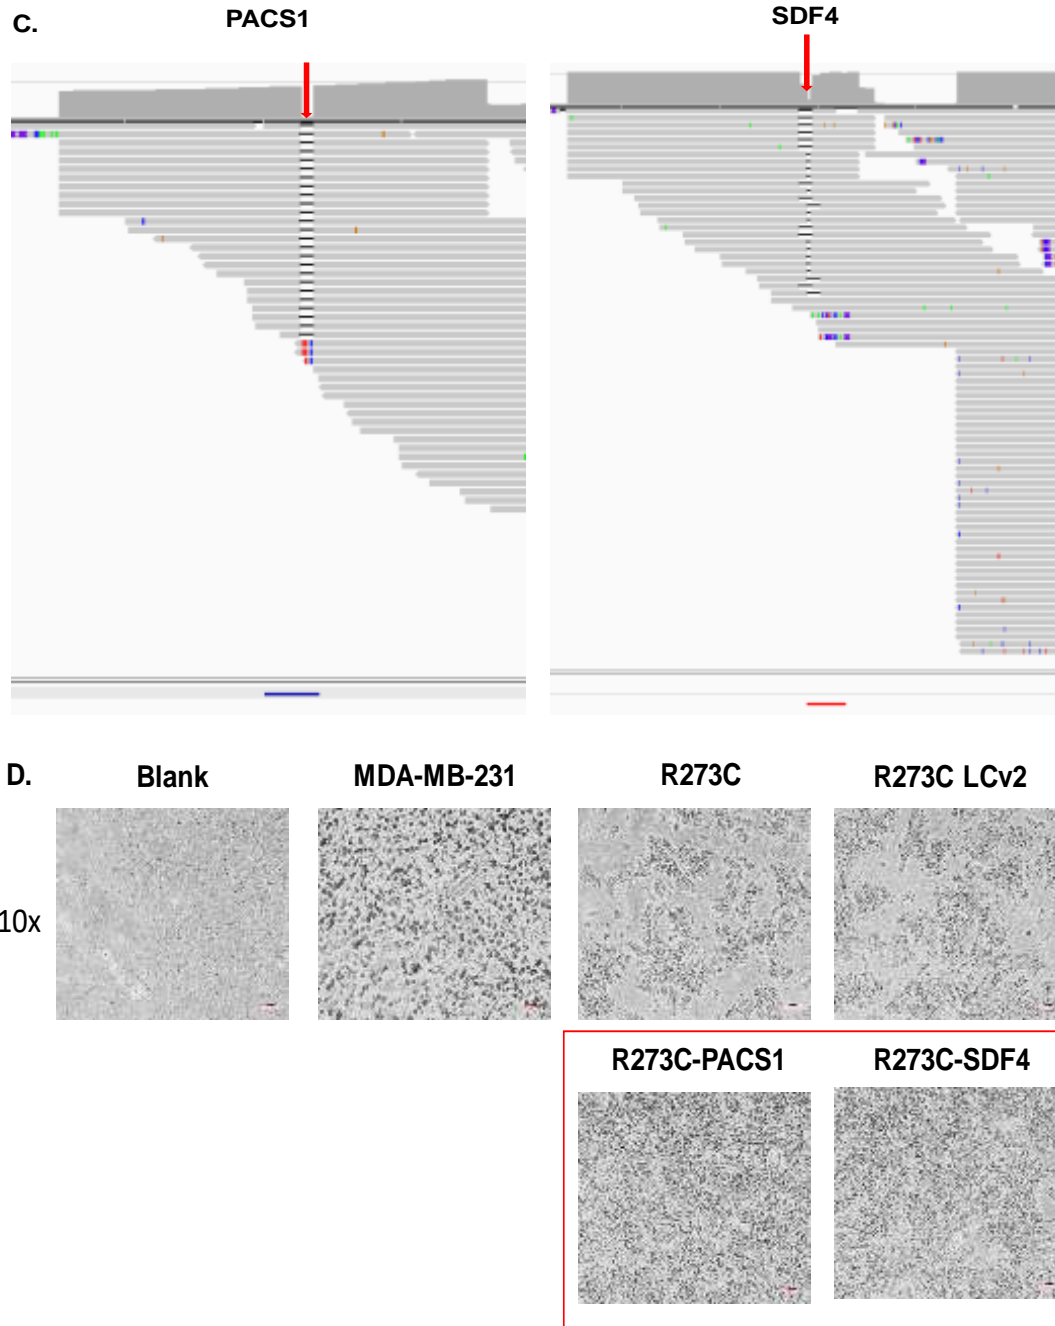 C.
PACS1
SDF4
D.
Blank
MDA-MB-231
R273C
R273C LCv2
10x
R273C-PACS1
R273C-SDF4